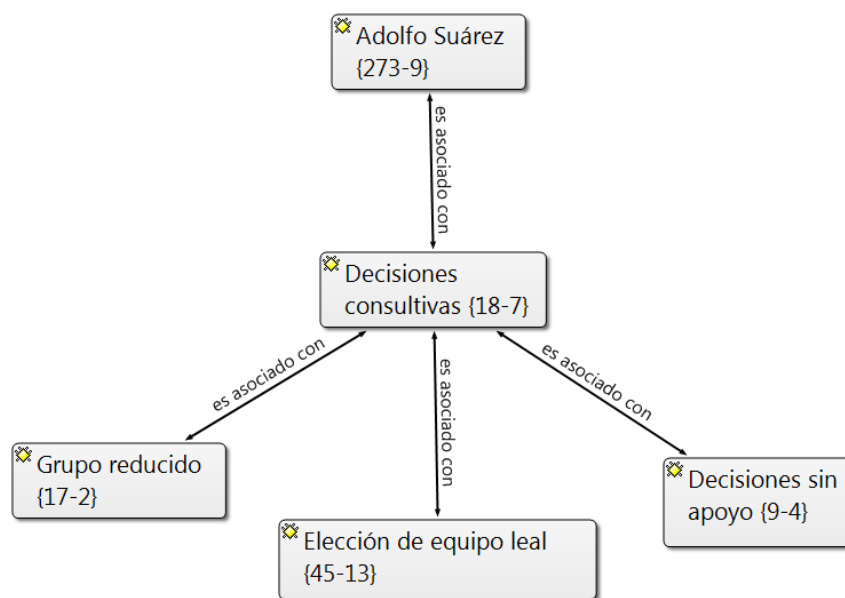 Adolfo Suárez
{273-9}
es asociado con
Decisiones
consultivas {18-7}
es asociado con
es asociado con
es asociado con
Grupo reducido
{17-2}
Decisiones sin
apoyo {9-4}
Elección de equipo leal
{45-13}